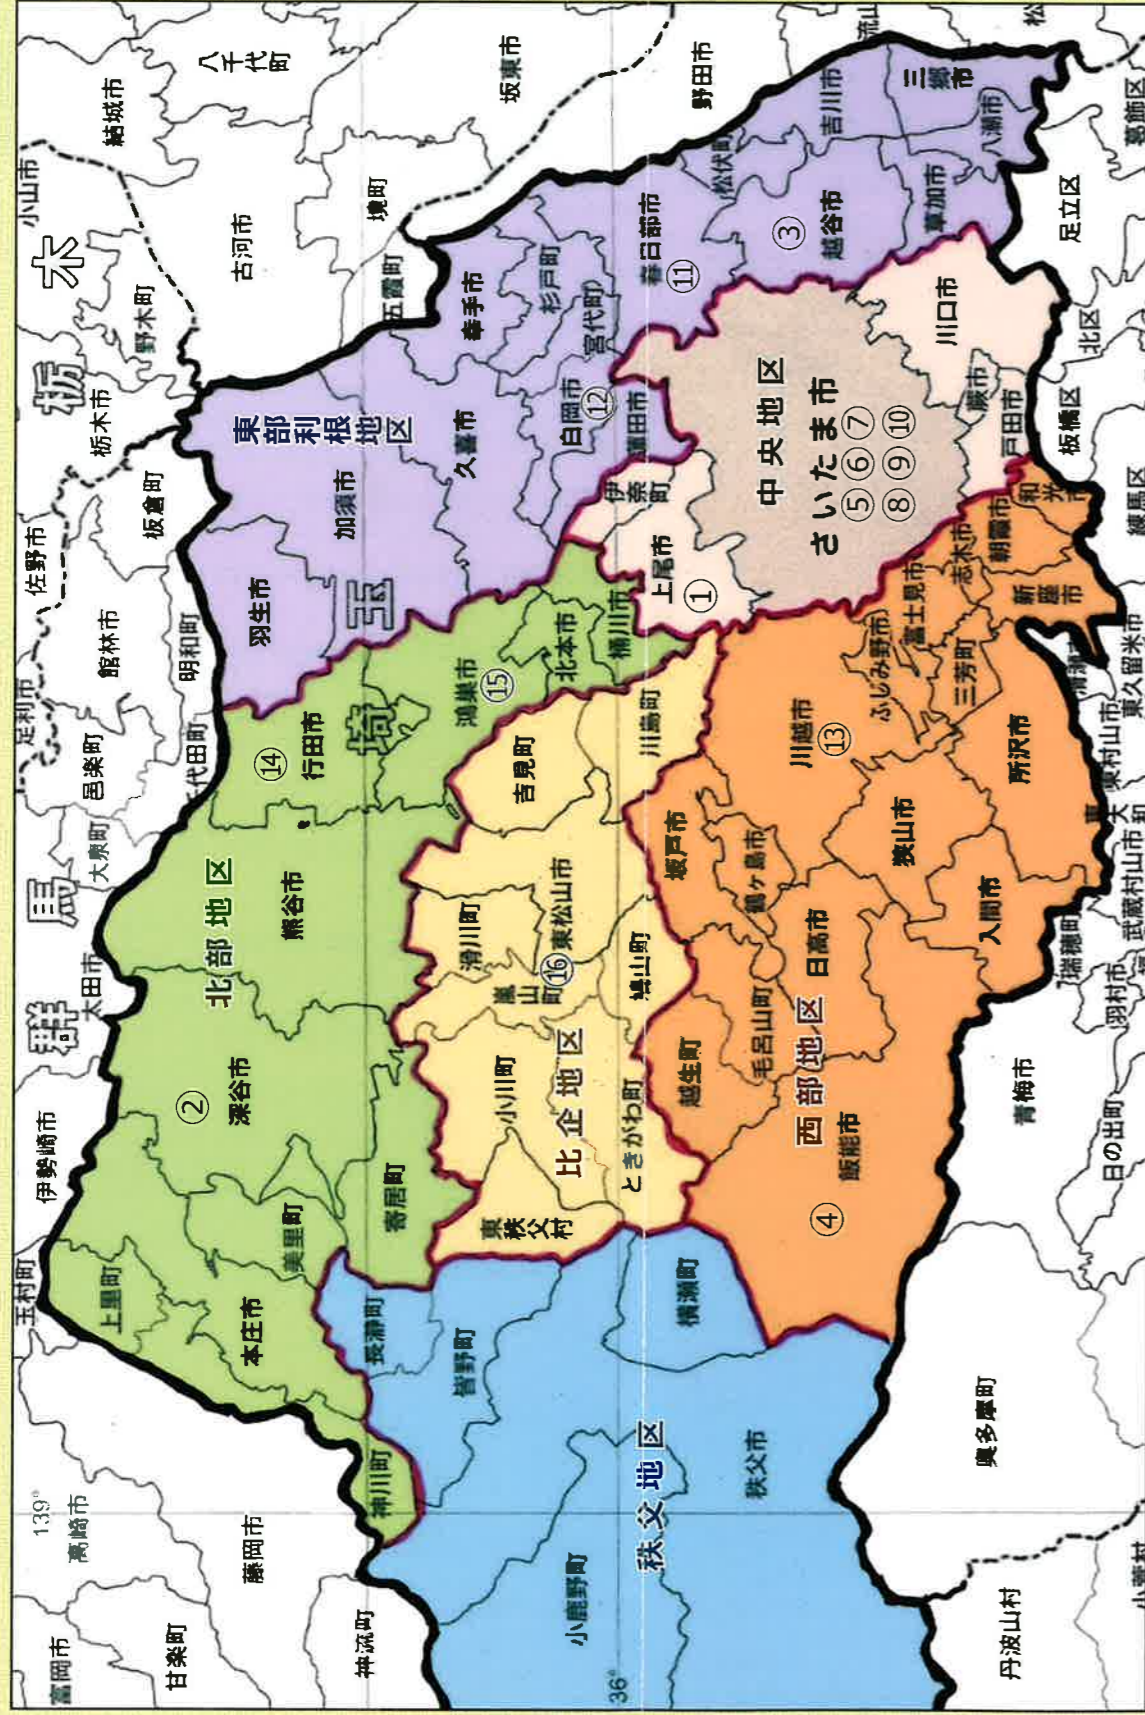 富岡市
高崎市
139°
玉村町
伊勢崎市
太田市
大泉町
邑楽町
足利市
館林市
佐野市
栃木市
小山市
結城市
八千代町
甘楽町
藤岡市
群馬
千代田町
明和町
板倉町
野木町
栃木
古河市
境町
坂東市
神流町
五霞町
野田市
上里町
本庄市
美里町
神川町
②
深谷市
寄居町
北部地区
熊谷市
⑭
行田市
埼玉
鴻巣市
⑮
北本市
桶川市
東部利根地区
羽生市
加須市
久喜市
幸手市
杉戸町
宮代町
白岡市
⑫
蓮田市
春日部市
⑪
松伏町
③
越谷市
吉川市
三郷市
草加市
八潮市
長瀞町
皆野町
小鹿野町
横瀬町
秩父地区
秩父市
36°
東秩父村
小川町
比企地区
ときがわ町
嵐山町
滑川町
⑯
東松山市
鳩山町
吉見町
川島町
上尾市
①
伊奈町
中央地区
さいたま市
⑤⑥⑦
⑧⑨⑩
川口市
蕨市
戸田市
越生町
毛呂山町
坂戸市
鶴ヶ島市
日高市
西部地区
飯能市
④
川越市
⑬
ふじみ野市
富士見市
志木市
朝霞市
和光市
新座市
三芳町
狭山市
入間市
所沢市
丹波山村
奥多摩町
青梅市
日の出町
羽村市
瑞穂町
武蔵村山市
東村山市
東久留米市
清瀬市
練馬区
板橋区
北区
足立区
葛飾区
小菅村